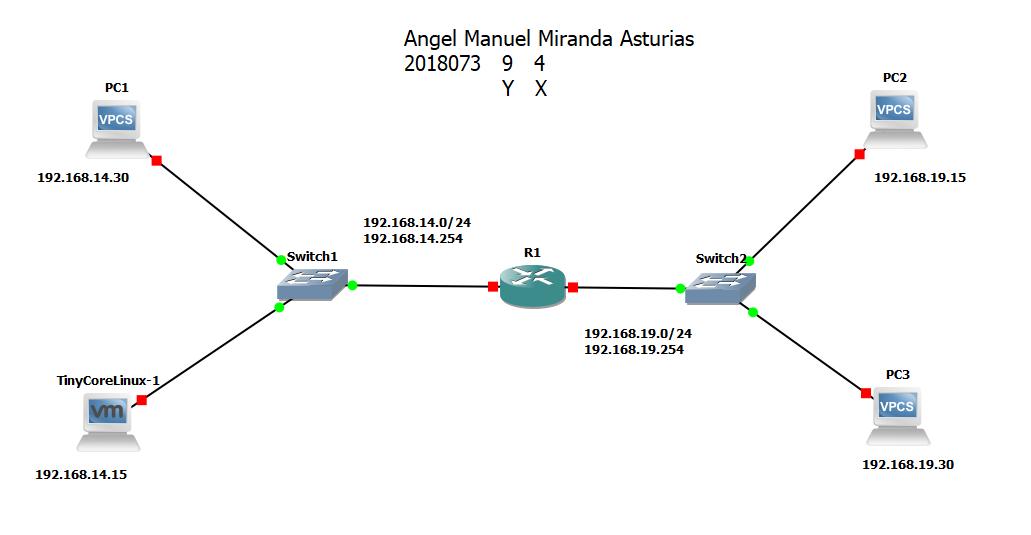 Angel Manuel Miranda Asturias
2018073 9 4
Y X
PC1
VPCS
192.168.14.30
PC2
VPCS
192.168.19.15
192.168.14.0/24
192.168.14.254
Switch1
R1
Switch2
192.168.19.0/24
192.168.19.254
TinyCoreLinux-1
vm
192.168.14.15
PC3
VPCS
192.168.19.30